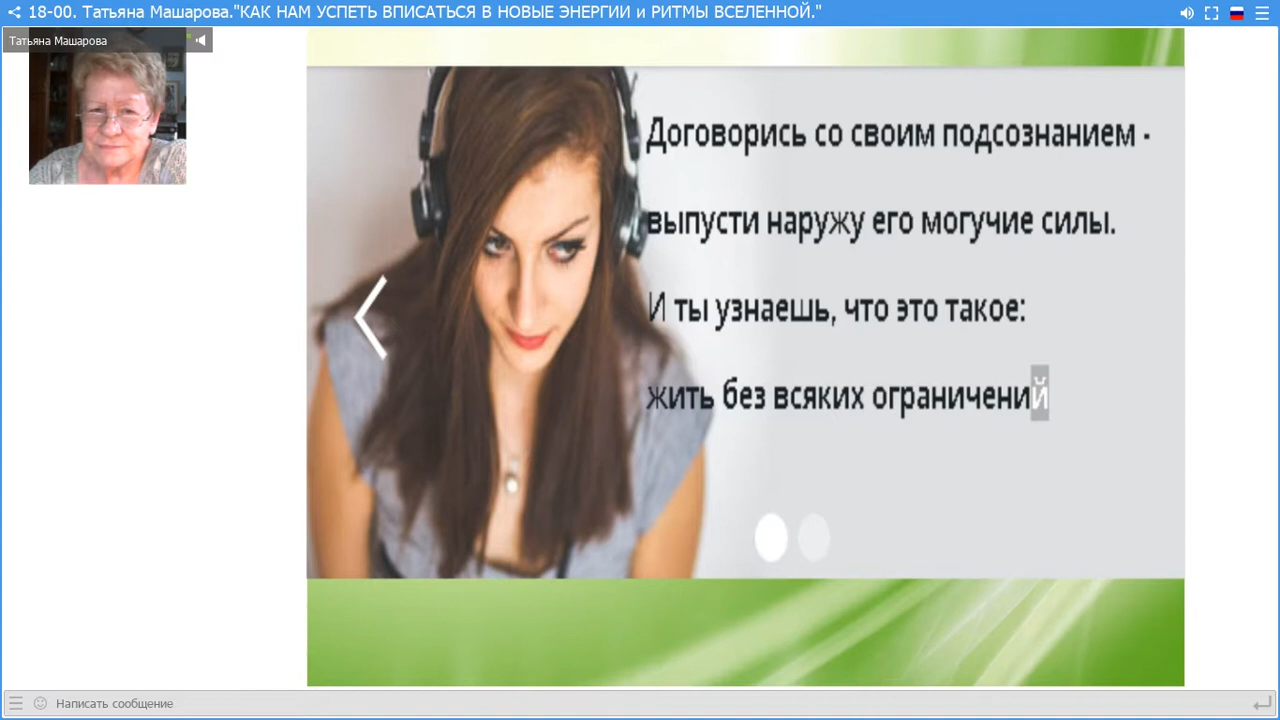 18-00. Татьяна Машарова."КАК НАМ УСПЕТЬ ВПИСАТЬСЯ В НОВЫЕ ЭНЕРГИИ и РИТМЫ ВСЕЛЕННОЙ."
Татьяна Машарова
Договорись со своим подсознанием -
выпусти наружу его могучие силы.
И ты узнаешь, что это такое:
жить без всяких ограничений
Написать сообщение